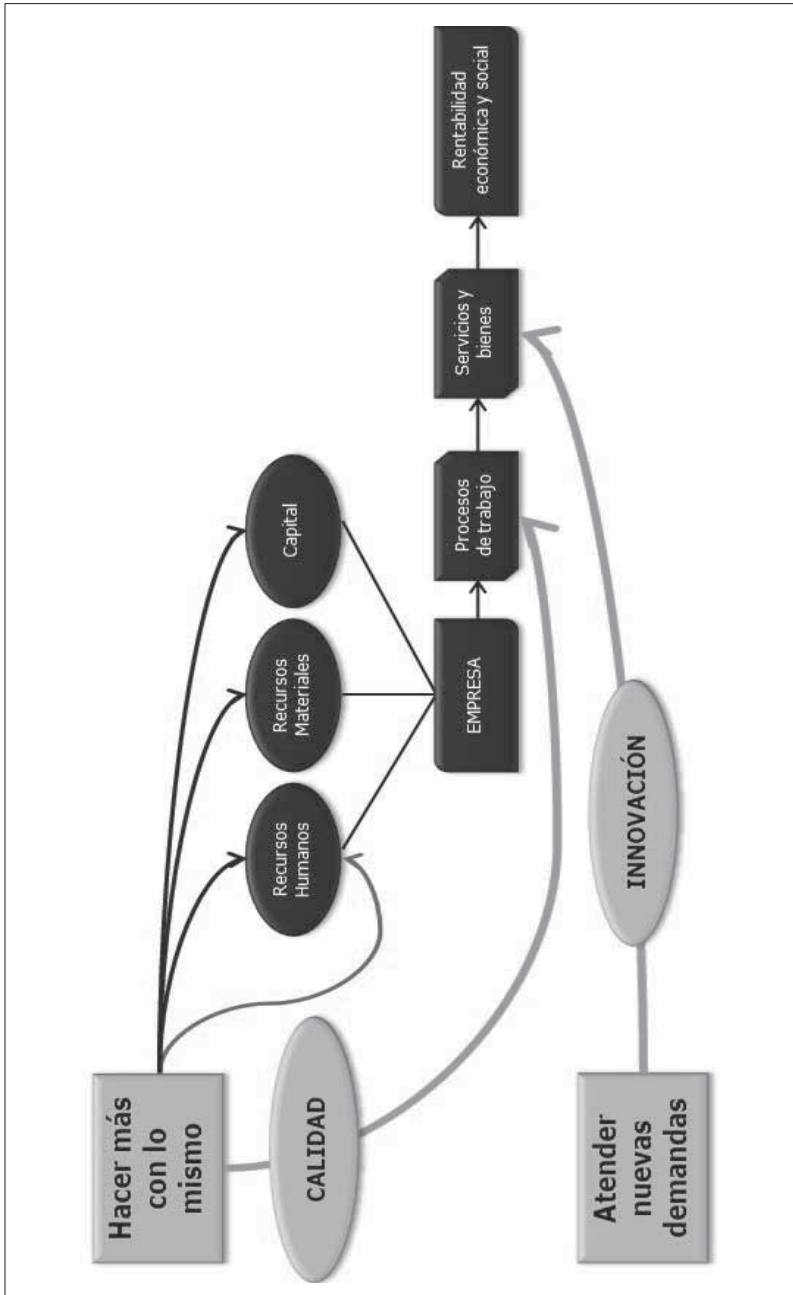 Hacer más
con lo
mismo
CALIDAD
Atender
nuevas
demandas
INNOVACIÓN
Recursos
Humanos
Recursos
Materiales
Capital
EMPRESA
Procesos
de trabajo
Servicios y
bienes
Rentabilidad
económica y social